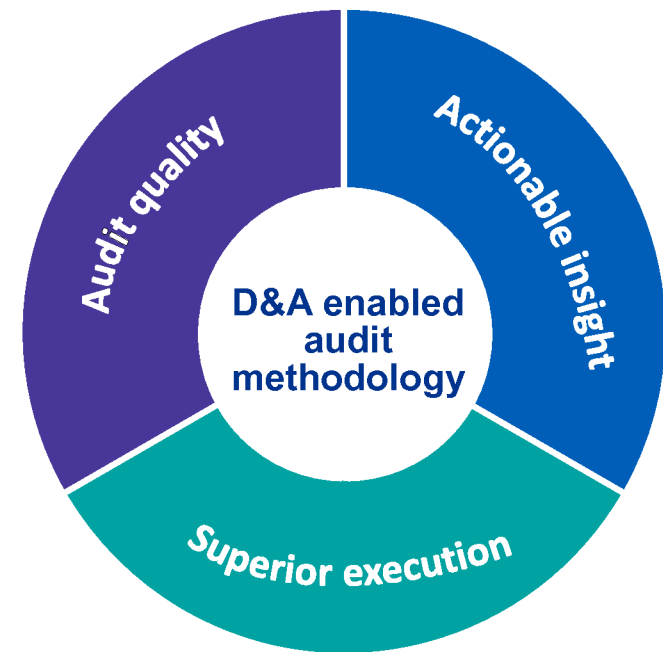 Audit quality
Actionable insight
D&A enabled
audit
methodology
Superior execution